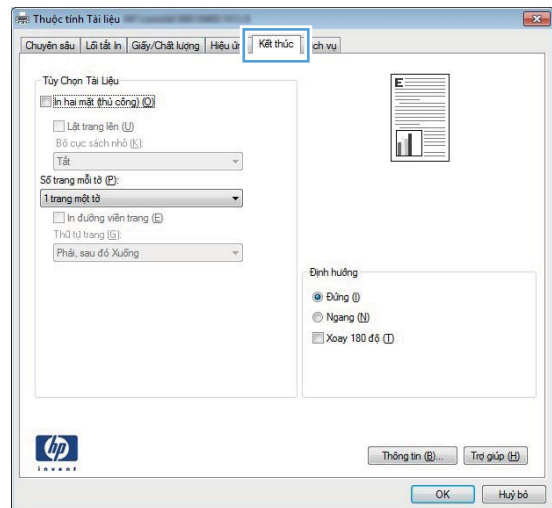 Thuộc tính Tài liệu
Chuyên sâu Lối tắt In Giấy/Chất lượng Hiệu ứ Kết thúc ịch vụ
Tùy Chọn Tài Liệu
In hai mặt (thủ công) (O)
Lật trang lên (U)
Bố cục sách nhỏ (K):
Tắt
Số trang mỗi tờ (P):
1 trang một tờ
In đường viền trang (E)
Thứ tự trang (G):
Phải, sau đó Xuống
E
Định hướng
Đứng (I)
Ngang (N)
Xoay 180 độ (T)
hp
invent
Thông tin (B)... Trợ giúp (H)
OK Huỷ bỏ